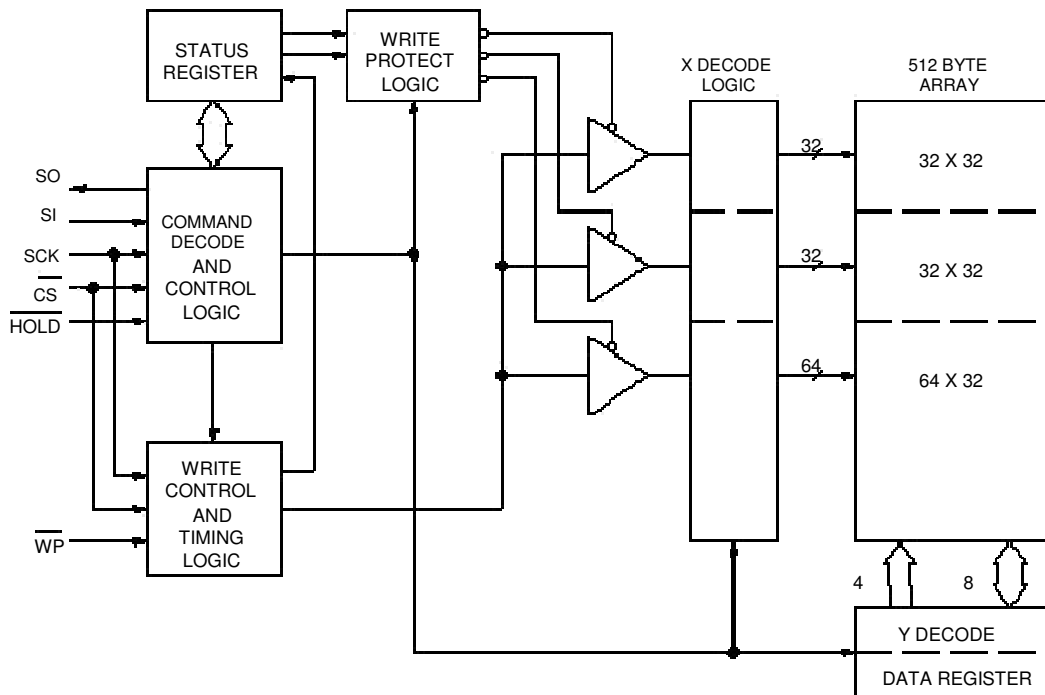 STATUS
REGISTER
WRITE
PROTECT
LOGIC
X DECODE
LOGIC
512 BYTE
ARRAY
SO
SI
SCK
CS
HOLD
COMMAND
DECODE
AND
CONTROL
LOGIC
32
32 X 32
32
32 X 32
64
64 X 32
WRITE
CONTROL
AND
TIMING
LOGIC
WP
4
8
Y DECODE
DATA REGISTER